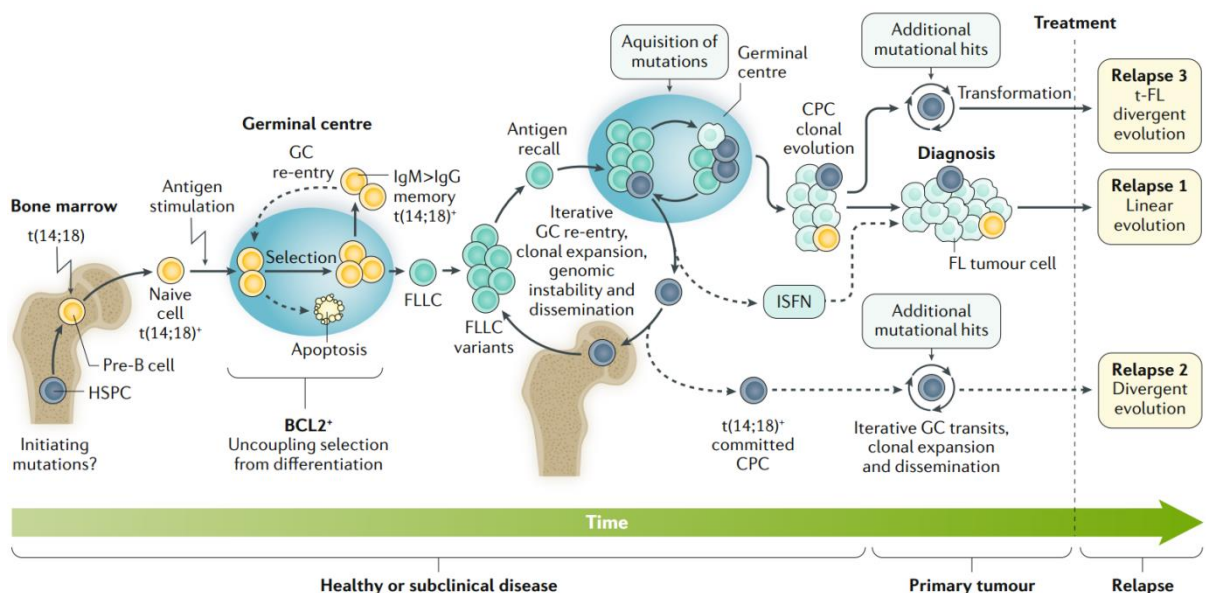 Bone marrow
t(14;18)
Pre-B cell
HSPC
Initiating
mutations?
Naive
cell
t(14;18)⁺
Antigen
stimulation
Germinal centre
GC
re-entry
IgM>IgG
memory
t(14;18)⁺
Selection
Apoptosis
BCL2⁺
Uncoupling selection
from differentiation
FLLC
FLLC
variants
Antigen
recall
Aquisition of
mutations
Germinal
centre
Iterative
GC re-entry,
clonal expansion,
genomic
instability and
dissemination
CPC
clonal
evolution
ISFN
t(14;18)⁺
committed
CPC
Additional
mutational hits
Transformation
Diagnosis
FL tumour cell
Additional
mutational hits
Iterative GC transits,
clonal expansion
and dissemination
Treatment
Relapse 3
t-FL
divergent
evolution
Relapse 1
Linear
evolution
Relapse 2
Divergent
evolution
Time
Healthy or subclinical disease
Primary tumour
Relapse